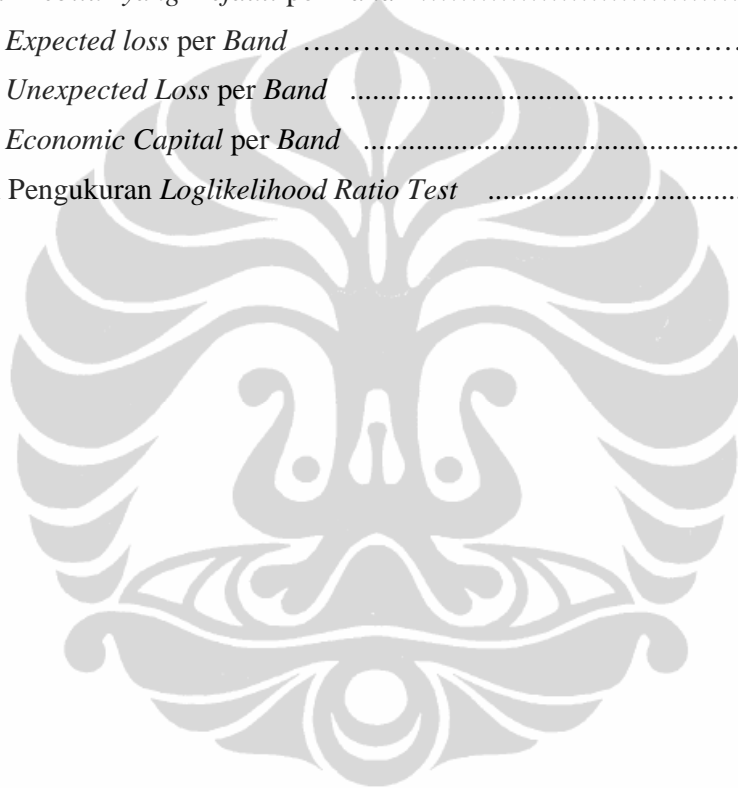 Expected loss per Band ……………………………………………
Unexpected Loss per Band .......................................…………
Economic Capital per Band ....................................................
Pengukuran Loglikelihood Ratio Test ...................................